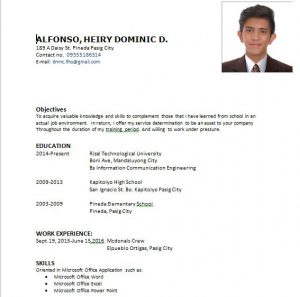 ALFONSO, HEIRY DOMINIC D.
189 A Daisy St. Pineda Pasig City
Contact no. 09355186514
E-mail: dmnc.fns@gmail.com
Objectives
To acquire valuable knowledge and skills to complement those that I have learned from school in an
actual job environment. In return, I offer my service determination to be an asset to your company
Throughout the duration of my training period. And willing to work under pressure.
EDUCATION
2014-Present Rizal Technological University
Boni Ave, Mandaluyong City
Bs Information Communication Engineering
2009-2013 Kapitolyo High School
San Ignacio St. Bo. Kapitolyo Pasig City
2003-2009 Pineda Elementary School
Pineda, Pasig City
WORK EXPERIENCE:
Sept.19, 2015-June 15,2016 Mcdonals Crew
Elpueblo Ortigas, Pasig City
SKILLS
Oriented in Microsoft Office Application such as:
• Microsoft Office Word
• Microsoft Office Excel
• Microsoft Office Power Point